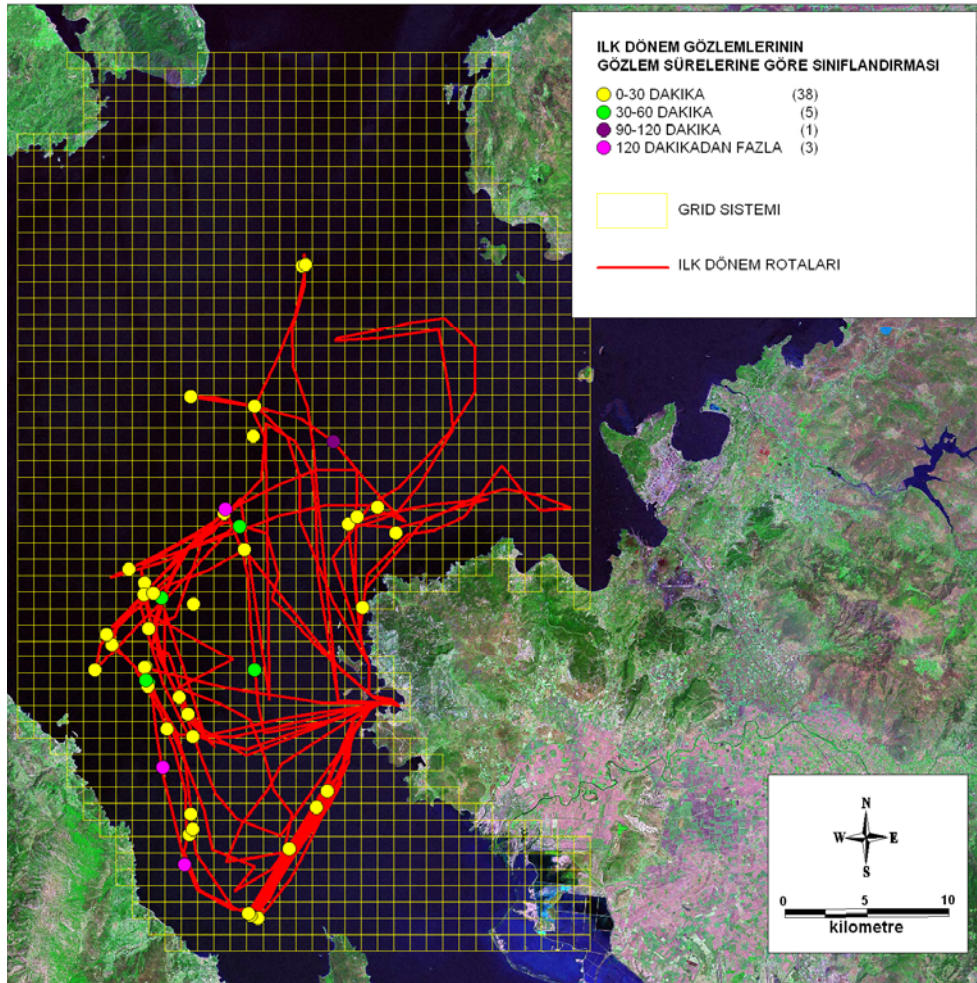 ILK DÖNEM GÖZLEMLERININ
GÖZLEM SÜRELERINE GÖRE SINIFLANDIRMASI
0-30 DAKIKA (38)
30-60 DAKIKA (5)
90-120 DAKIKA (1)
120 DAKIKADAN FAZLA (3)
GRID SISTEMI
ILK DÖNEM ROTALARI
N
W E
S
0 5 10
kilometre